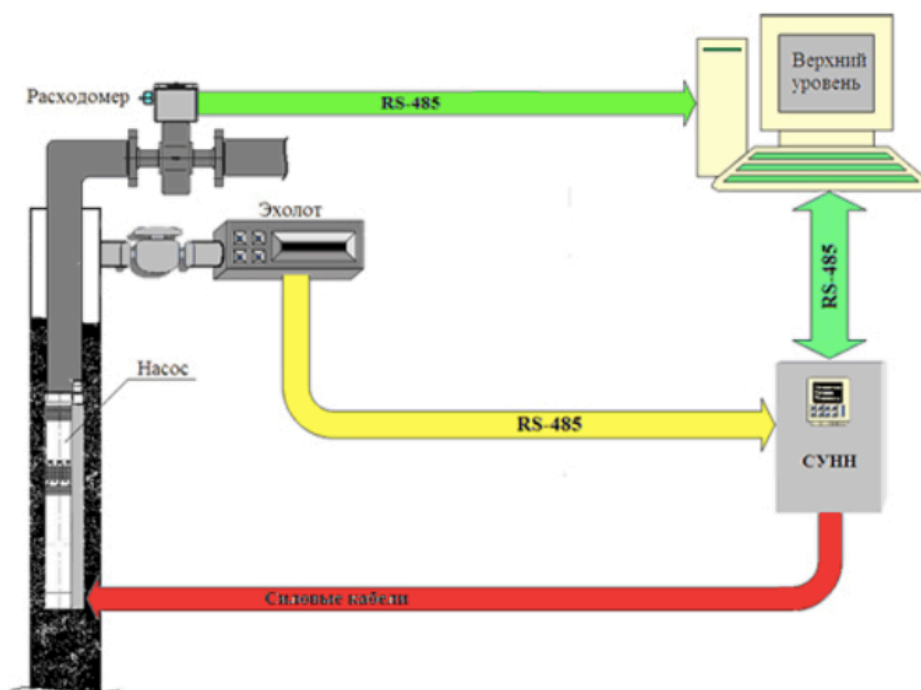 Верхний
уровень
Расходомер
RS-485
Эхолот
RS-485
Насос
RS-485
СУНН
Силовые кабели